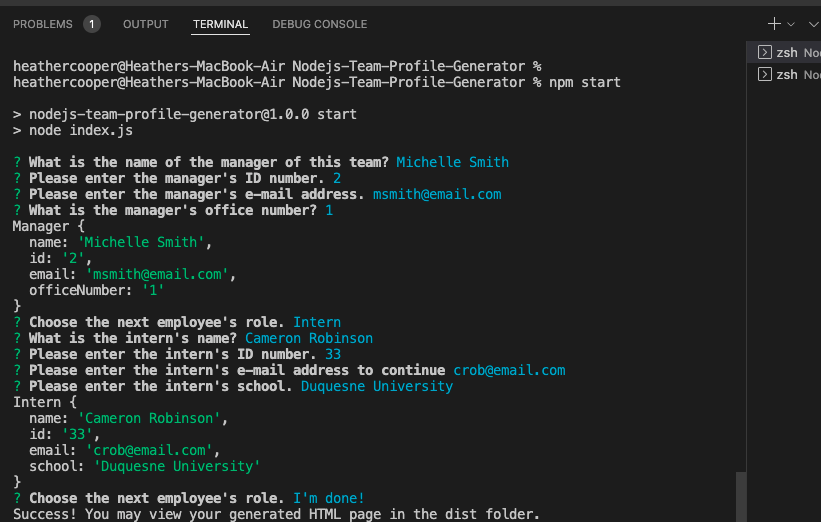 PROBLEMS 1 OUTPUT TERMINAL DEBUG CONSOLE
heathercooper@Heathers-MacBook-Air Nodejs-Team-Profile-Generator %
zsh
heathercooper@Heathers-MacBook-Air Nodejs-Team-Profile-Generator % npm start
zsh
> nodejs-team-profile-generator@1.0.0 start
> node index.js
? What is the name of the manager of this team? Michelle Smith
? Please enter the manager's ID number. 2
? Please enter the manager's e-mail address. msmith@email.com
? What is the manager's office number? 1
Manager {
name: 'Michelle Smith',
id: '2',
email: 'msmith@email.com',
officeNumber: '1'
}
? Choose the next employee's role. Intern
? What is the intern's name? Cameron Robinson
? Please enter the intern's ID number. 33
? Please enter the intern's e-mail address to continue crob@email.com
? Please enter the intern's school. Duquesne University
Intern {
name: 'Cameron Robinson',
id: '33',
email: 'crob@email.com',
school: 'Duquesne University'
}
? Choose the next employee's role. I'm done!
Success! You may view your generated HTML page in the dist folder.